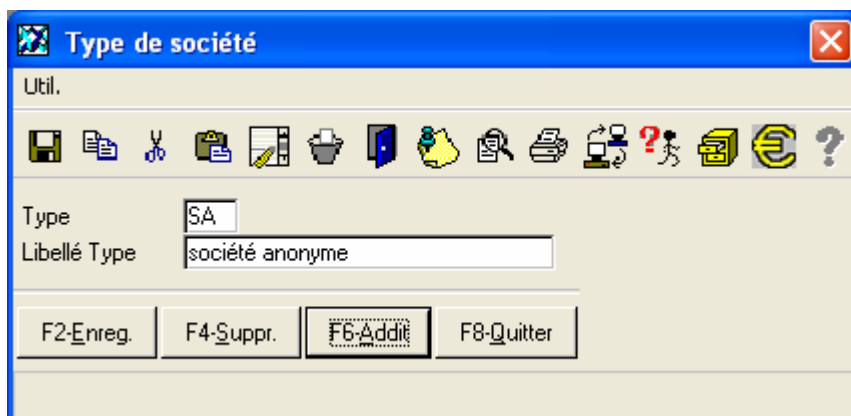 Type de société
Util.
Type SA
Libellé Type société anonyme
F2-Enreg. F4-Suppr. F6-Addit F8-Quitter